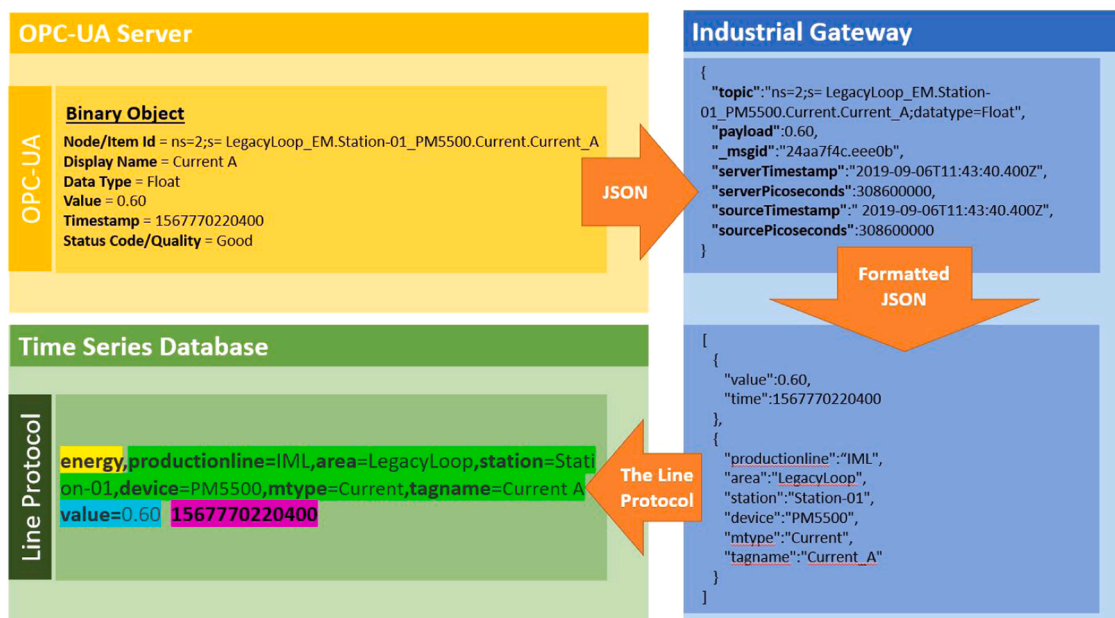 OPC-UA Server
OPC-UA
Binary Object
Node/Item Id = ns=2;s= LegacyLoop_EM.Station-01_PM5500.Current.Current_A
Display Name = Current A
Data Type = Float
Value = 0.60
Timestamp = 1567770220400
Status Code/Quality = Good
JSON
Industrial Gateway
{
"topic":"ns=2;s= LegacyLoop_EM.Station-
01_PM5500.Current.Current_A;datatype=Float",
"payload":0.60,
"_msgid":"24aa7f4c.eee0b",
"serverTimestamp":"2019-09-06T11:43:40.400Z",
"serverPicoseconds":308600000,
"sourceTimestamp":" 2019-09-06T11:43:40.400Z",
"sourcePicoseconds":308600000
}
Formatted
JSON
[
{
"value":0.60,
"time":1567770220400
},
{
"productionline":“IML",
"area":"LegacyLoop",
"station":"Station-01",
"device":"PM5500",
"mtype":"Current",
"tagname":"Current_A"
}
]
The Line
Protocol
Time Series Database
Line Protocol
energy,productionline=IML,area=LegacyLoop,station=Stati
on-01,device=PM5500,mtype=Current,tagname=Current A
value=0.60 1567770220400